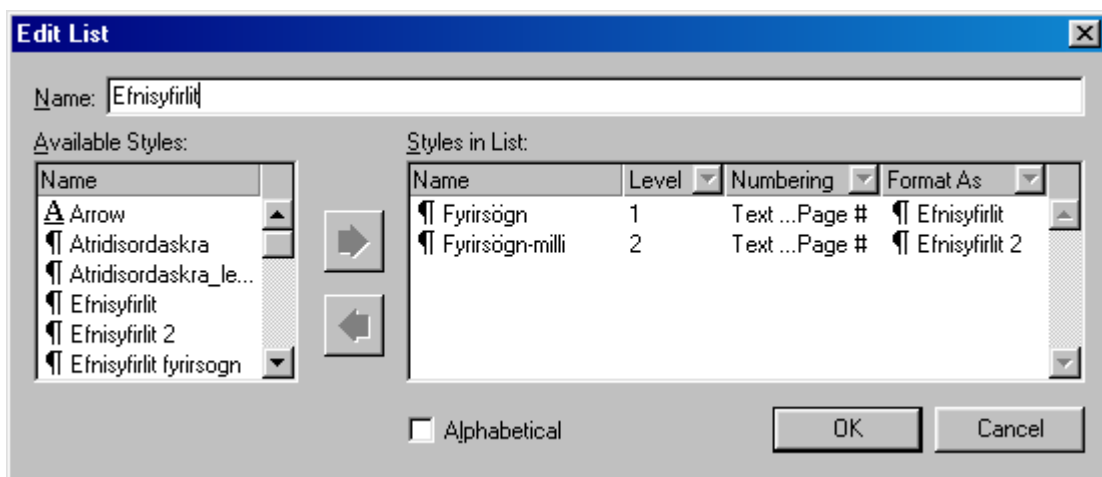 Edit List
Name: Efnisyfirlit
Available Styles:
Name
A Arrow
¶ Atridisordaskra
¶ Atridisordaskra_le...
¶ Efnisyfirlit
¶ Efnisyfirlit 2
¶ Efnisyfirlit fyrirsogn
Styles in List:
Name Level Numbering Format As
¶ Fyrirsögn 1 Text ...Page # ¶ Efnisyfirlit
¶ Fyrirsögn-milli 2 Text ...Page # ¶ Efnisyfirlit 2
Alphabetical
OK Cancel